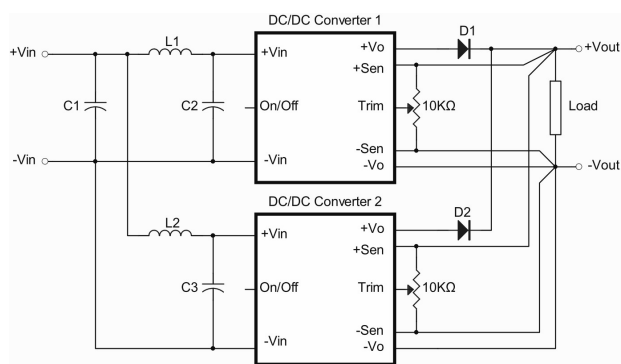 DC/DC Converter 1
+Vin
L1
+Vin
+Vo
D1
+Vout
+Sen
C1
C2
On/Off
Trim
10KΩ
Load
-Vin
-Vin
-Sen
-Vo
-Vout
DC/DC Converter 2
L2
+Vin
+Vo
D2
+Sen
C3
On/Off
Trim
10KΩ
-Vin
-Sen
-Vo